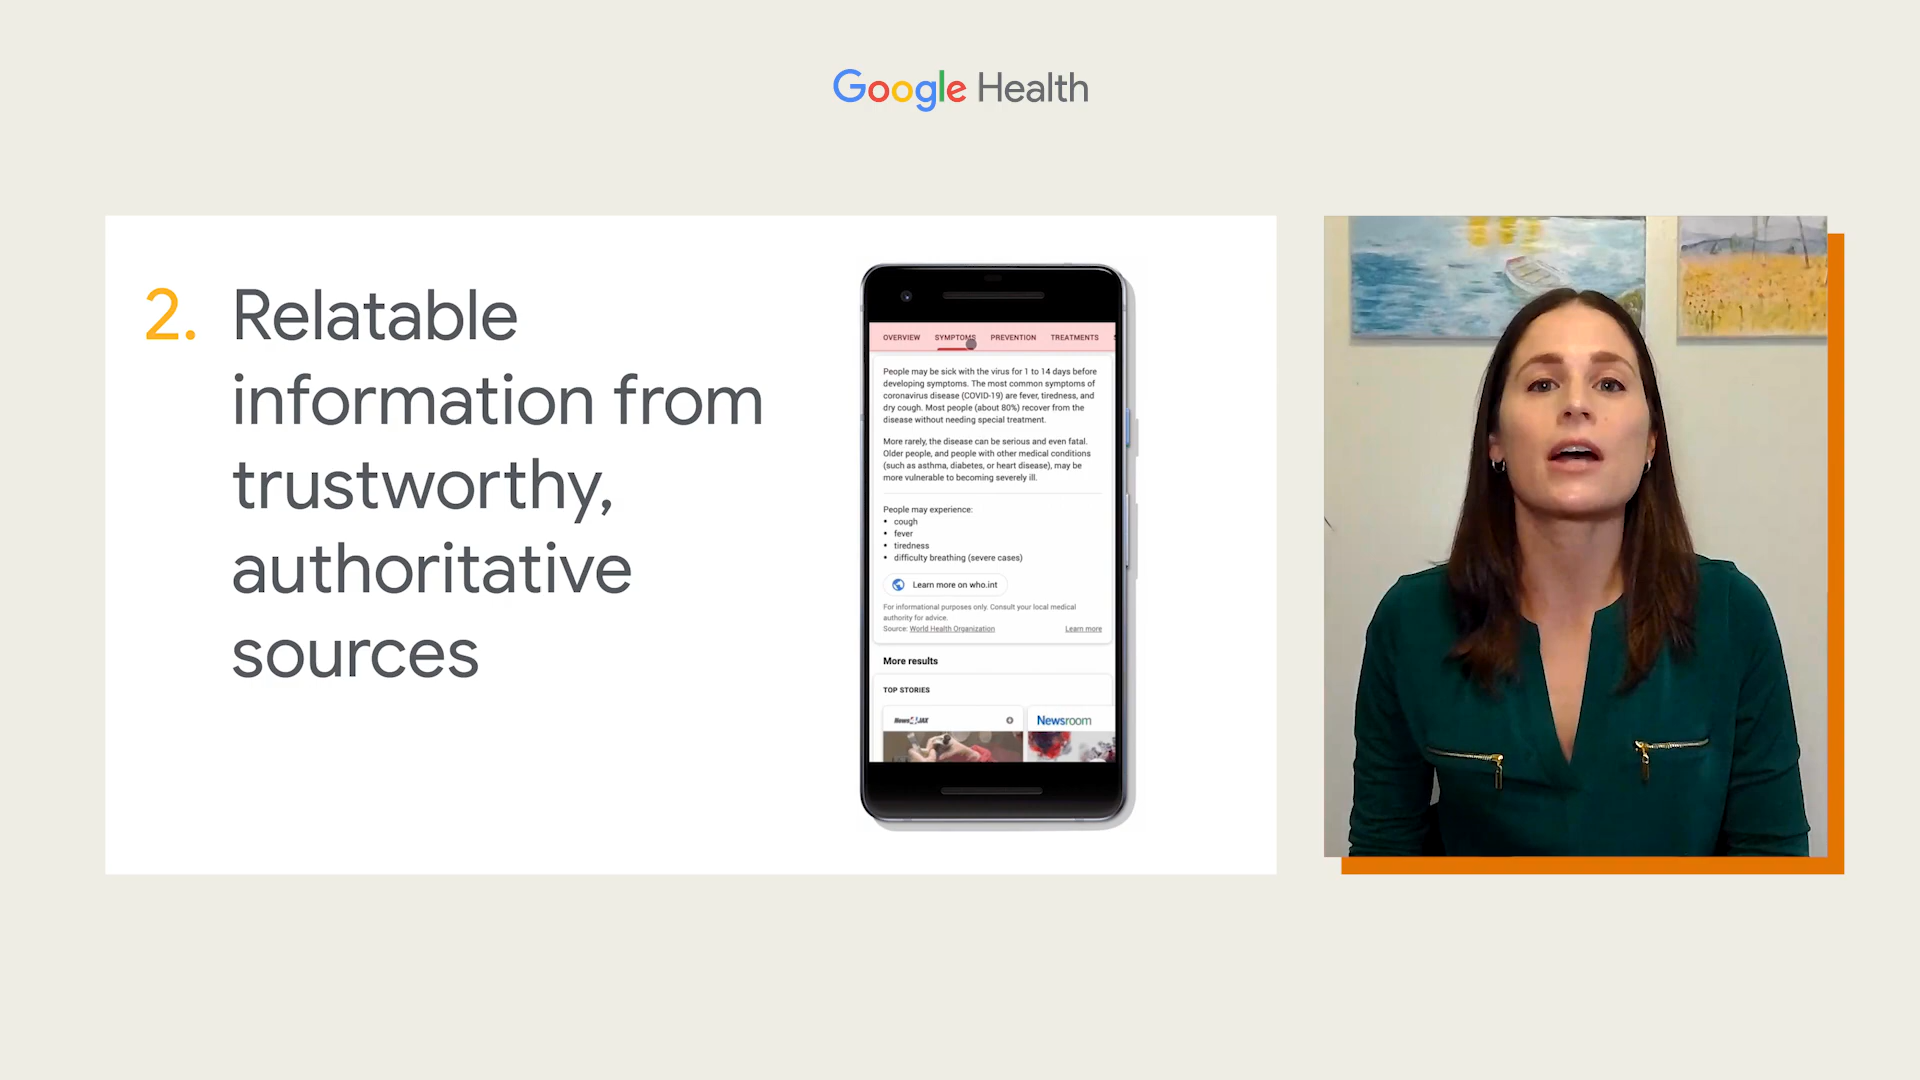 Google Health
2. Relatable
information from
trustworthy,
authoritative
sources
OVERVIEW SYMPTOMS PREVENTION TREATMENTS
People may be sick with the virus for 1 to 14 days before
developing symptoms. The most common symptoms of
coronavirus disease (COVID-19) are fever, tiredness, and
dry cough. Most people (about 80%) recover from the
disease without needing special treatment.
More rarely, the disease can be serious and even fatal.
Older people, and people with other medical conditions
(such as asthma, diabetes, or heart disease), may be
more vulnerable to becoming severely ill.
People may experience:
• cough
• fever
• tiredness
• difficulty breathing (severe cases)
Learn more on who.int
For informational purposes only. Consult your local medical
authority for advice.
Source: World Health Organization Learn more
More results
TOP STORIES
News4JAX Newsroom